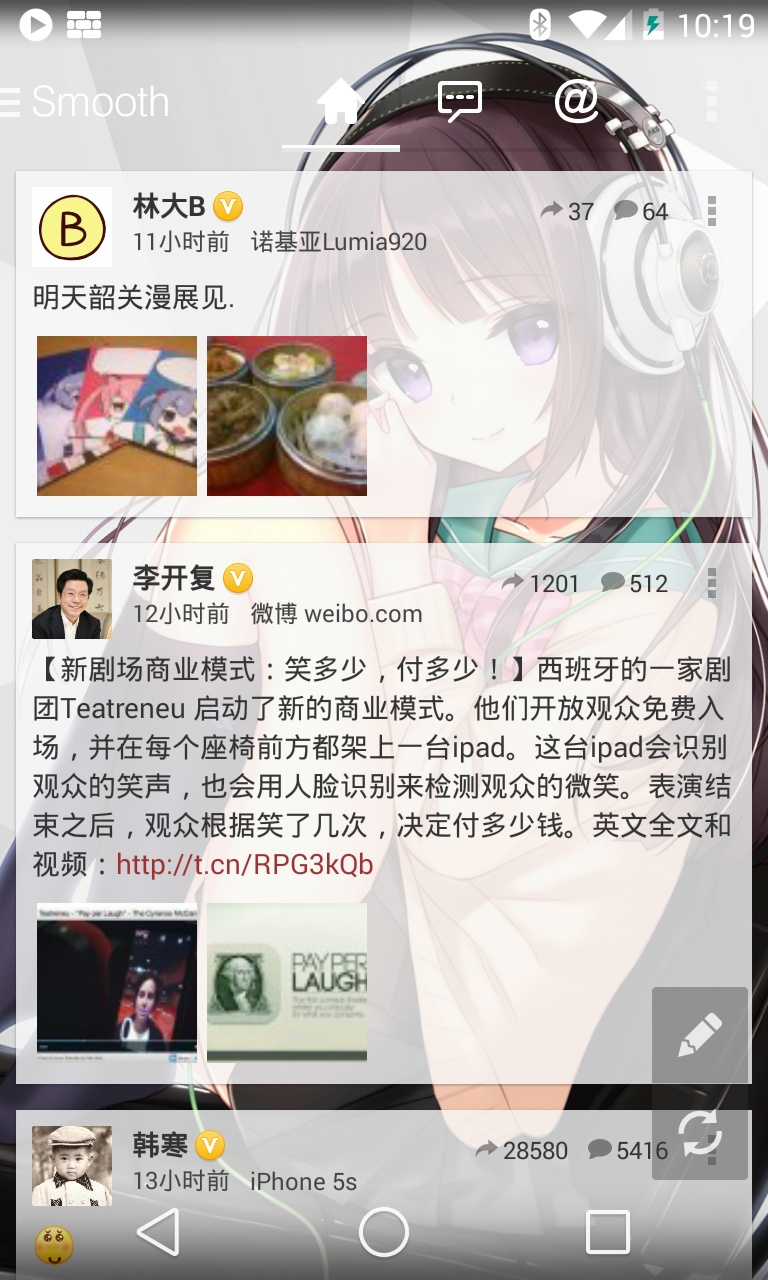 10:19
Smooth
林大B
37 64
11小时前 诺基亚Lumia920
明天韶关漫展见.
李开复
1201 512
12小时前 微博 weibo.com
【新剧场商业模式：笑多少，付多少！】西班牙的一家剧
团Teatreneu 启动了新的商业模式。他们开放观众免费入
场，并在每个座椅前方都架上一台ipad。这台ipad会识别
观众的笑声，也会用人脸识别来检测观众的微笑。表演结
束之后，观众根据笑了几次，决定付多少钱。英文全文和
视频：http://t.cn/RPG3kQb
Teatreneu - "Pay per Laugh" - The Cyranos McCan
PAY PER
LAUGH
韩寒
28580 5416
13小时前 iPhone 5s